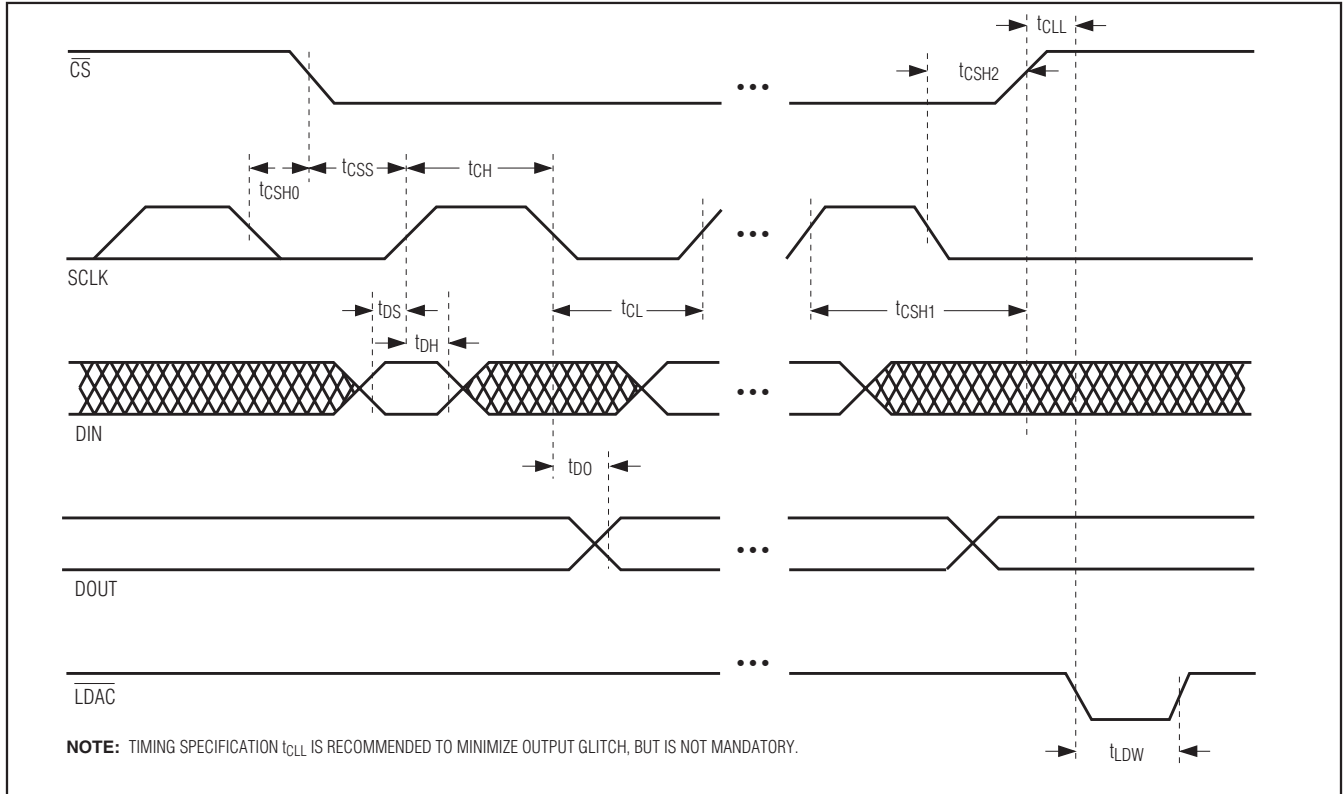 tCLL
CS
tCSH2
•••
tCSS
tCH
tCSH0
•••
SCLK
tDS
tCL
tCSH1
tDH
•••
DIN
tDO
•••
DOUT
•••
LDAC
NOTE: TIMING SPECIFICATION tCLL IS RECOMMENDED TO MINIMIZE OUTPUT GLITCH, BUT IS NOT MANDATORY.
tLDW